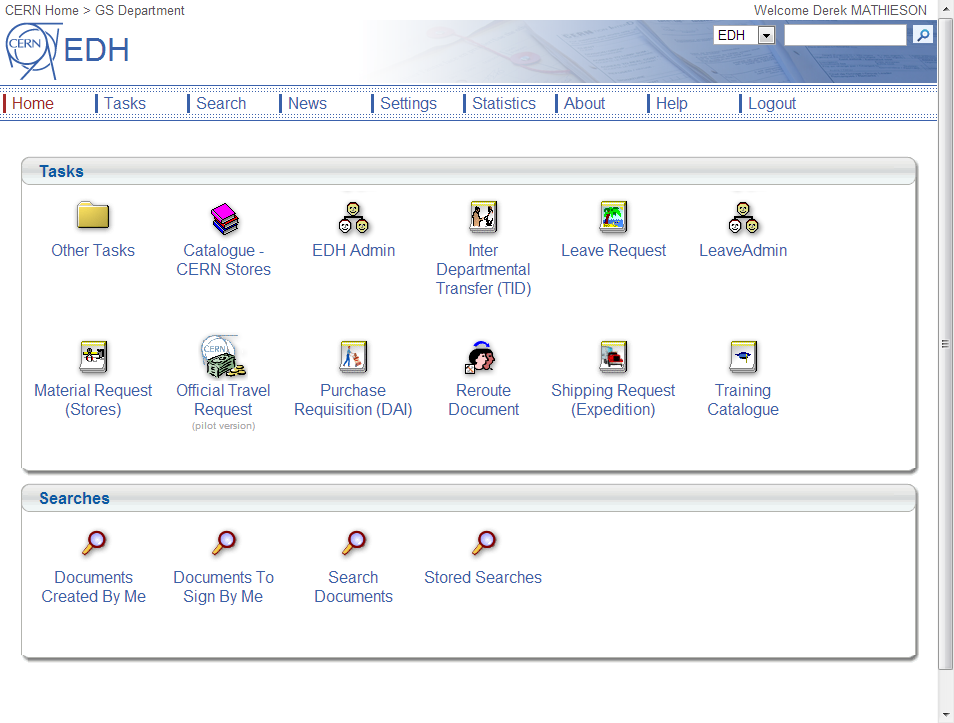 CERN Home > GS Department
Welcome Derek MATHIESON
CERN
EDH
EDH
Home
Tasks
Search
News
Settings
Statistics
About
Help
Logout
Tasks
Other Tasks
Catalogue -
CERN Stores
EDH Admin
Inter
Departmental
Transfer (TID)
Leave Request
LeaveAdmin
Material Request
(Stores)
CERN
Official Travel
Request
(pilot version)
Purchase
Requisition (DAI)
Reroute
Document
Shipping Request
(Expedition)
Training
Catalogue
Searches
Documents
Created By Me
Documents To
Sign By Me
Search
Documents
Stored Searches